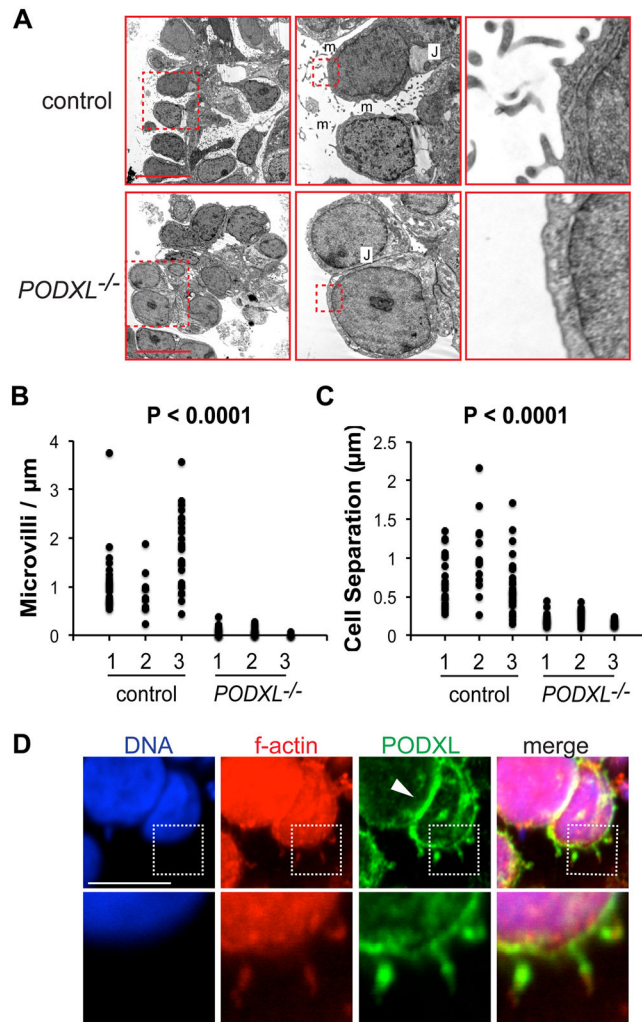 A
control
m
J
m
m
PODXL-/-
J
B
P < 0.0001
Microvilli / µm
4
3
2
1
0
1 2 3 1 2 3
control PODXL-/-
C
P < 0.0001
Cell Separation (µm)
2.5
2
1.5
1
0.5
0
1 2 3 1 2 3
control PODXL-/-
D
DNA f-actin PODXL merge